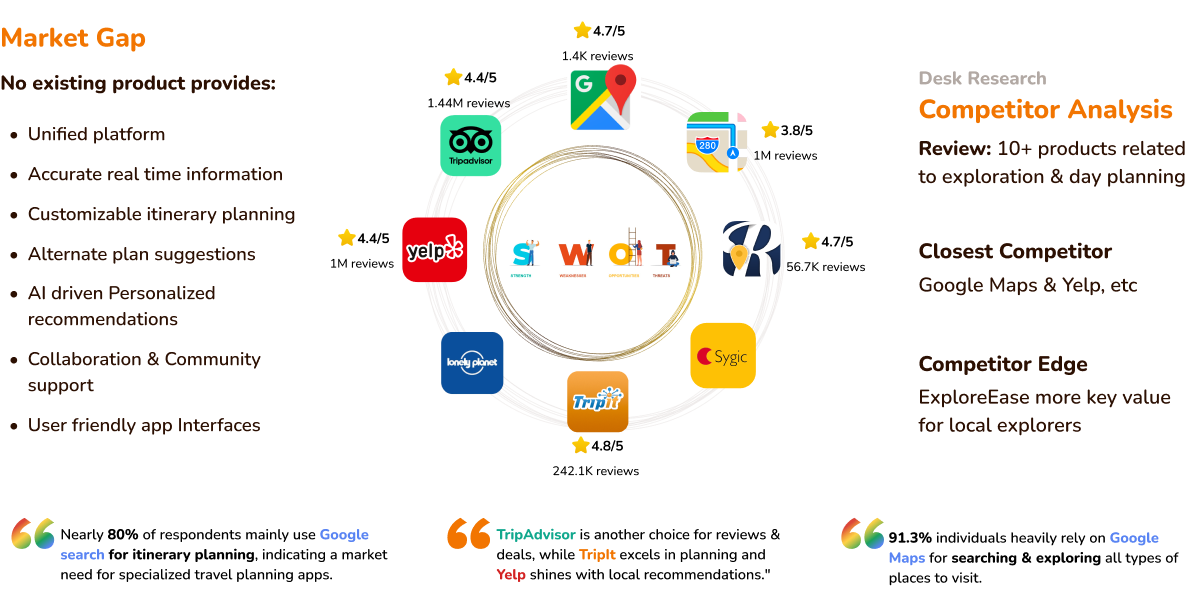 Market Gap
No existing product provides:
• Unified platform
• Accurate real time information
• Customizable itinerary planning
• Alternate plan suggestions
• AI driven Personalized
recommendations
• Collaboration & Community
support
• User friendly app Interfaces
4.7/5
1.4K reviews
G
4.4/5
1.44M reviews
Tripadvisor
280
3.8/5
1M reviews
4.4/5
1M reviews
yelp
SWOT
STRENGTH
WEAKNESSES
OPPORTUNITIES
THREATS
R
4.7/5
56.7K reviews
lonely planet
Sygic
TripIt
4.8/5
242.1K reviews
Desk Research
Competitor Analysis
Review: 10+ products related
to exploration & day planning
Closest Competitor
Google Maps & Yelp, etc
Competitor Edge
ExploreEase more key value
for local explorers
Nearly 80% of respondents mainly use Google
search for itinerary planning, indicating a market
need for specialized travel planning apps.
TripAdvisor is another choice for reviews &
deals, while TripIt excels in planning and
Yelp shines with local recommendations."
91.3% individuals heavily rely on Google
Maps for searching & exploring all types of
places to visit.